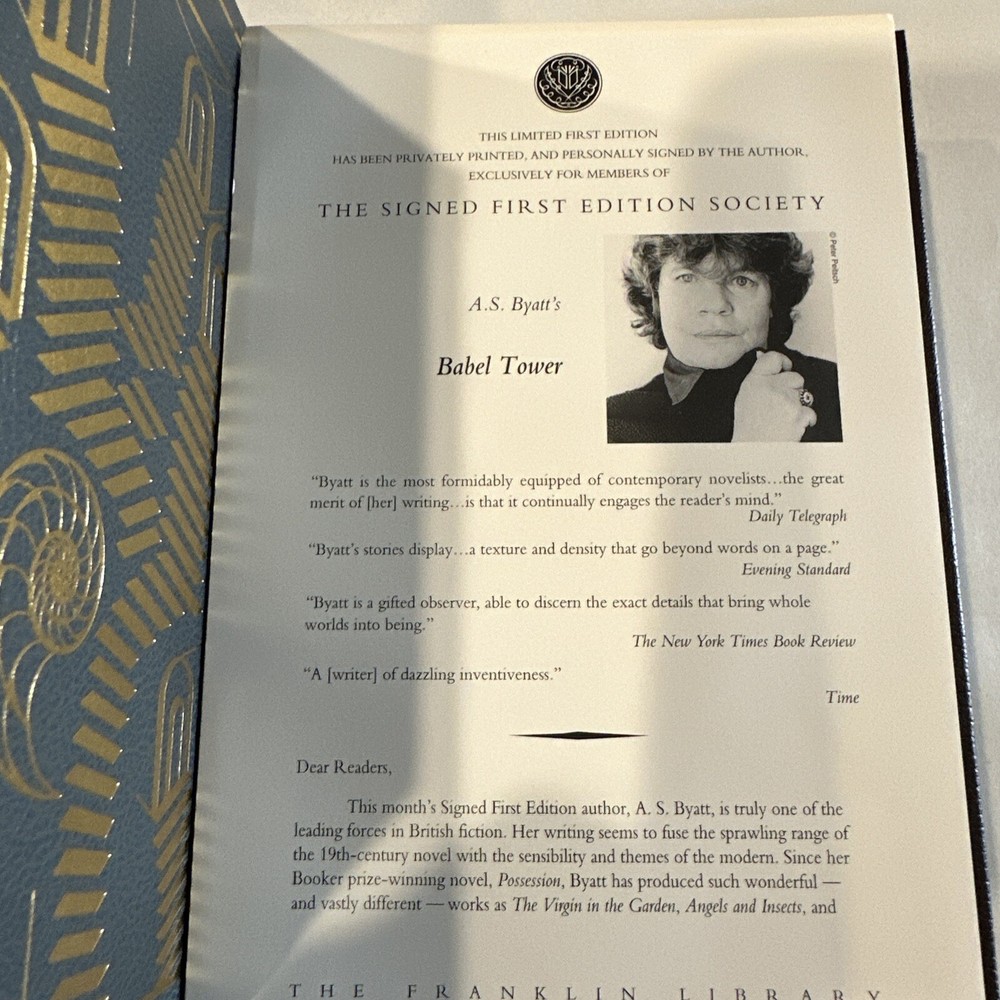 THIS LIMITED FIRST EDITION
HAS BEEN PRIVATELY PRINTED, AND PERSONALLY SIGNED BY THE AUTHOR,
EXCLUSIVELY FOR MEMBERS OF
THE SIGNED FIRST EDITION SOCIETY
© Peter Peitsch
A.S. Byatt's
Babel Tower
“Byatt is the most formidably equipped of contemporary novelists…the great
merit of [her] writing…is that it continually engages the reader's mind.”
Daily Telegraph
“Byatt's stories display…a texture and density that go beyond words on a page.”
Evening Standard
“Byatt is a gifted observer, able to discern the exact details that bring whole
worlds into being.”
The New York Times Book Review
“A [writer] of dazzling inventiveness.”
Time
Dear Readers,
This month's Signed First Edition author, A. S. Byatt, is truly one of the
leading forces in British fiction. Her writing seems to fuse the sprawling range of
the 19th-century novel with the sensibility and themes of the modern. Since her
Booker prize-winning novel, Possession, Byatt has produced such wonderful —
and vastly different — works as The Virgin in the Garden, Angels and Insects, and
THE FRANKLIN LIBRARY